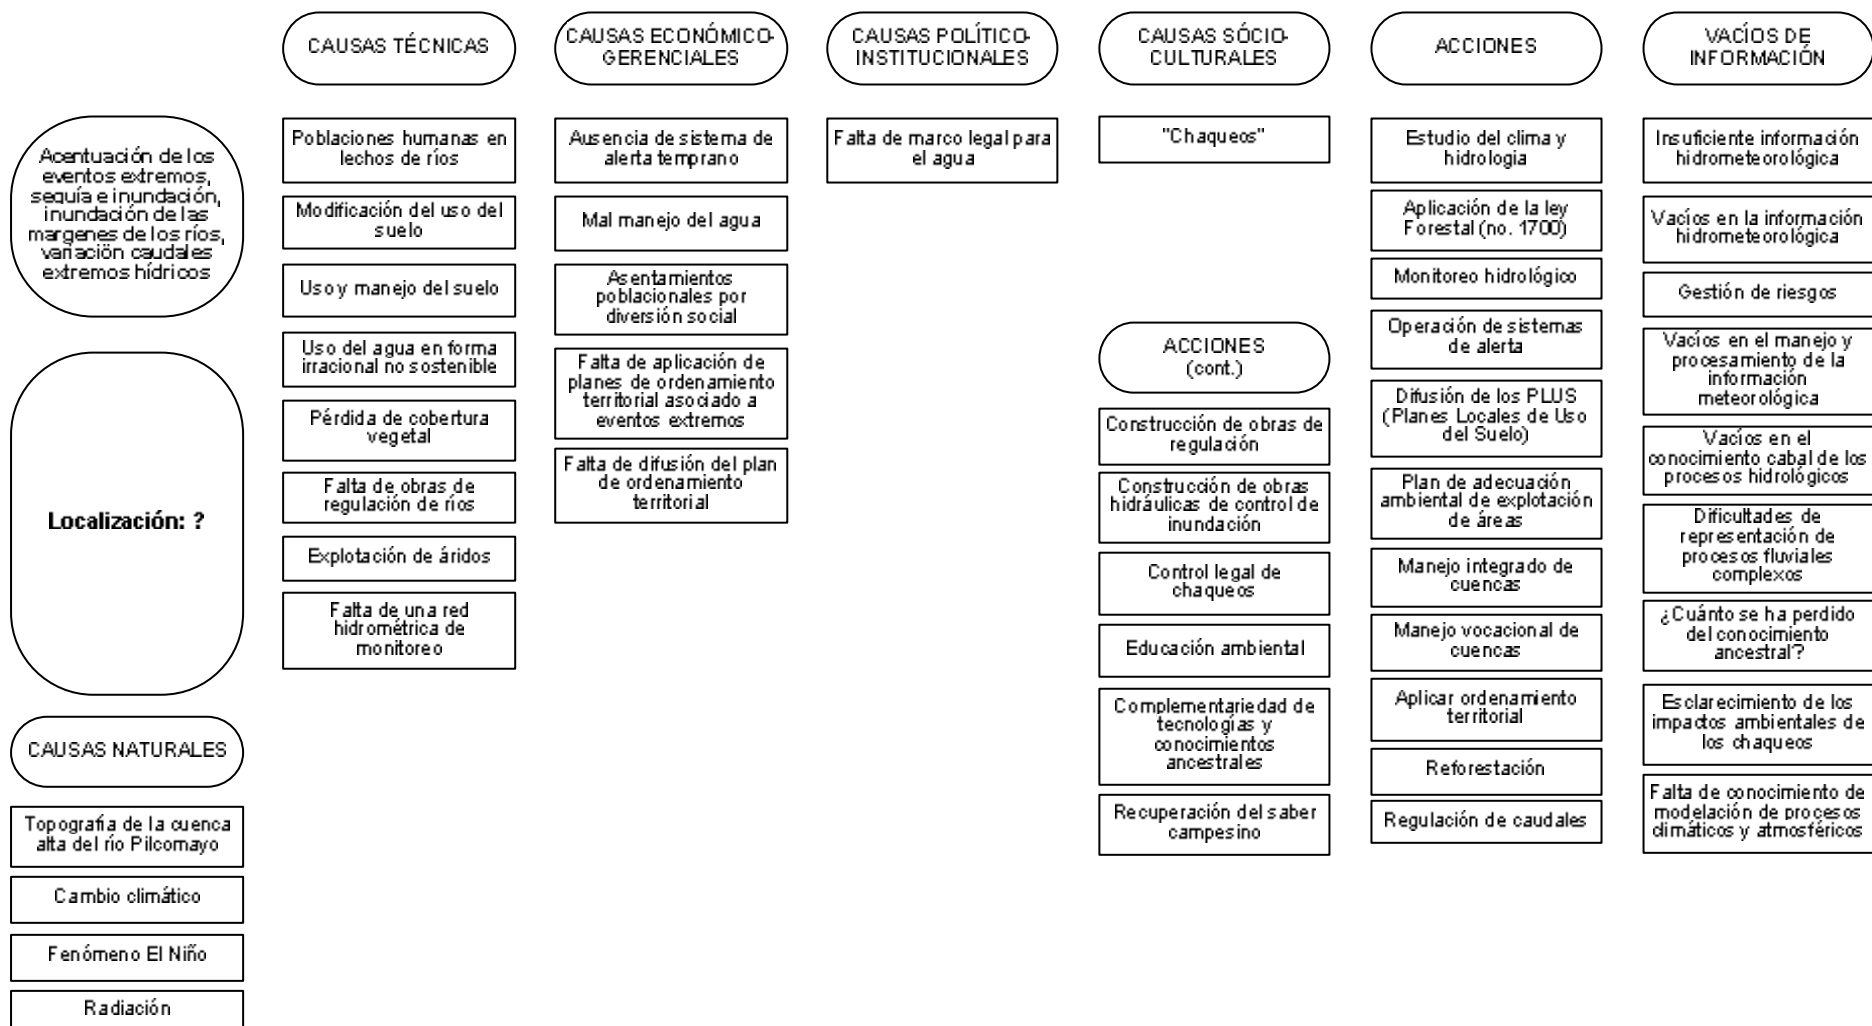 CAUSAS TÉCNICAS
CAUSAS ECONÓMICO-
GERENCIALES
CAUSAS POLÍTICO-
INSTITUCIONALES
CAUSAS SÓCIO-
CULTURALES
ACCIONES
VACÍOS DE
INFORMACIÓN
Acentuación de los
eventos extremos,
sequía e inundación,
inundación de las
margenes de los ríos,
variación caudales
extremos hídricos
Localización: ?
CAUSAS NATURALES
Topografía de la cuenca
alta del río Pilcomayo
Cambio climático
Fenómeno El Niño
Radiación
Poblaciones humanas en
lechos de ríos
Modificación del uso del
suelo
Uso y manejo del suelo
Uso del agua en forma
irracional no sostenible
Pérdida de cobertura
vegetal
Falta de obras de
regulación de ríos
Explotación de áridos
Falta de una red
hidrométrica de
monitoreo
Ausencia de sistema de
alerta temprano
Mal manejo del agua
Asentamientos
poblacionales por
diversión social
Falta de aplicación de
planes de ordenamiento
territorial asociado a
eventos extremos
Falta de difusión del plan
de ordenamiento
territorial
Falta de marco legal para
el agua
"Chaqueos"
ACCIONES
(cont.)
Construcción de obras de
regulación
Construcción de obras
hidráulicas de control de
inundación
Control legal de
chaqueos
Educación ambiental
Complementariedad de
tecnologías y
conocimientos
ancestrales
Recuperación del saber
campesino
Estudio del clima y
hidrologia
Aplicación de la ley
Forestal (no. 1700)
Monitoreo hidrológico
Operación de sistemas
de alerta
Difusión de los PLUS
(Planes Locales de Uso
del Suelo)
Plan de adecuación
ambiental de explotación
de áreas
Manejo integrado de
cuencas
Manejo vocacional de
cuencas
Aplicar ordenamiento
territorial
Reforestación
Regulación de caudales
Insuficiente información
hidrometeorológica
Vacíos en la información
hidrometeorológica
Gestión de riesgos
Vacíos en el manejo y
procesamiento de la
información
meteorológica
Vacíos en el
conocimiento cabal de los
procesos hidrológicos
Dificultades de
representación de
procesos fluviales
complexos
¿Cuánto se ha perdido
del conocimiento
ancestral?
Esclarecimiento de los
impactos ambientales de
los chaqueos
Falta de conocimiento de
modelación de procesos
climáticos y atmosféricos